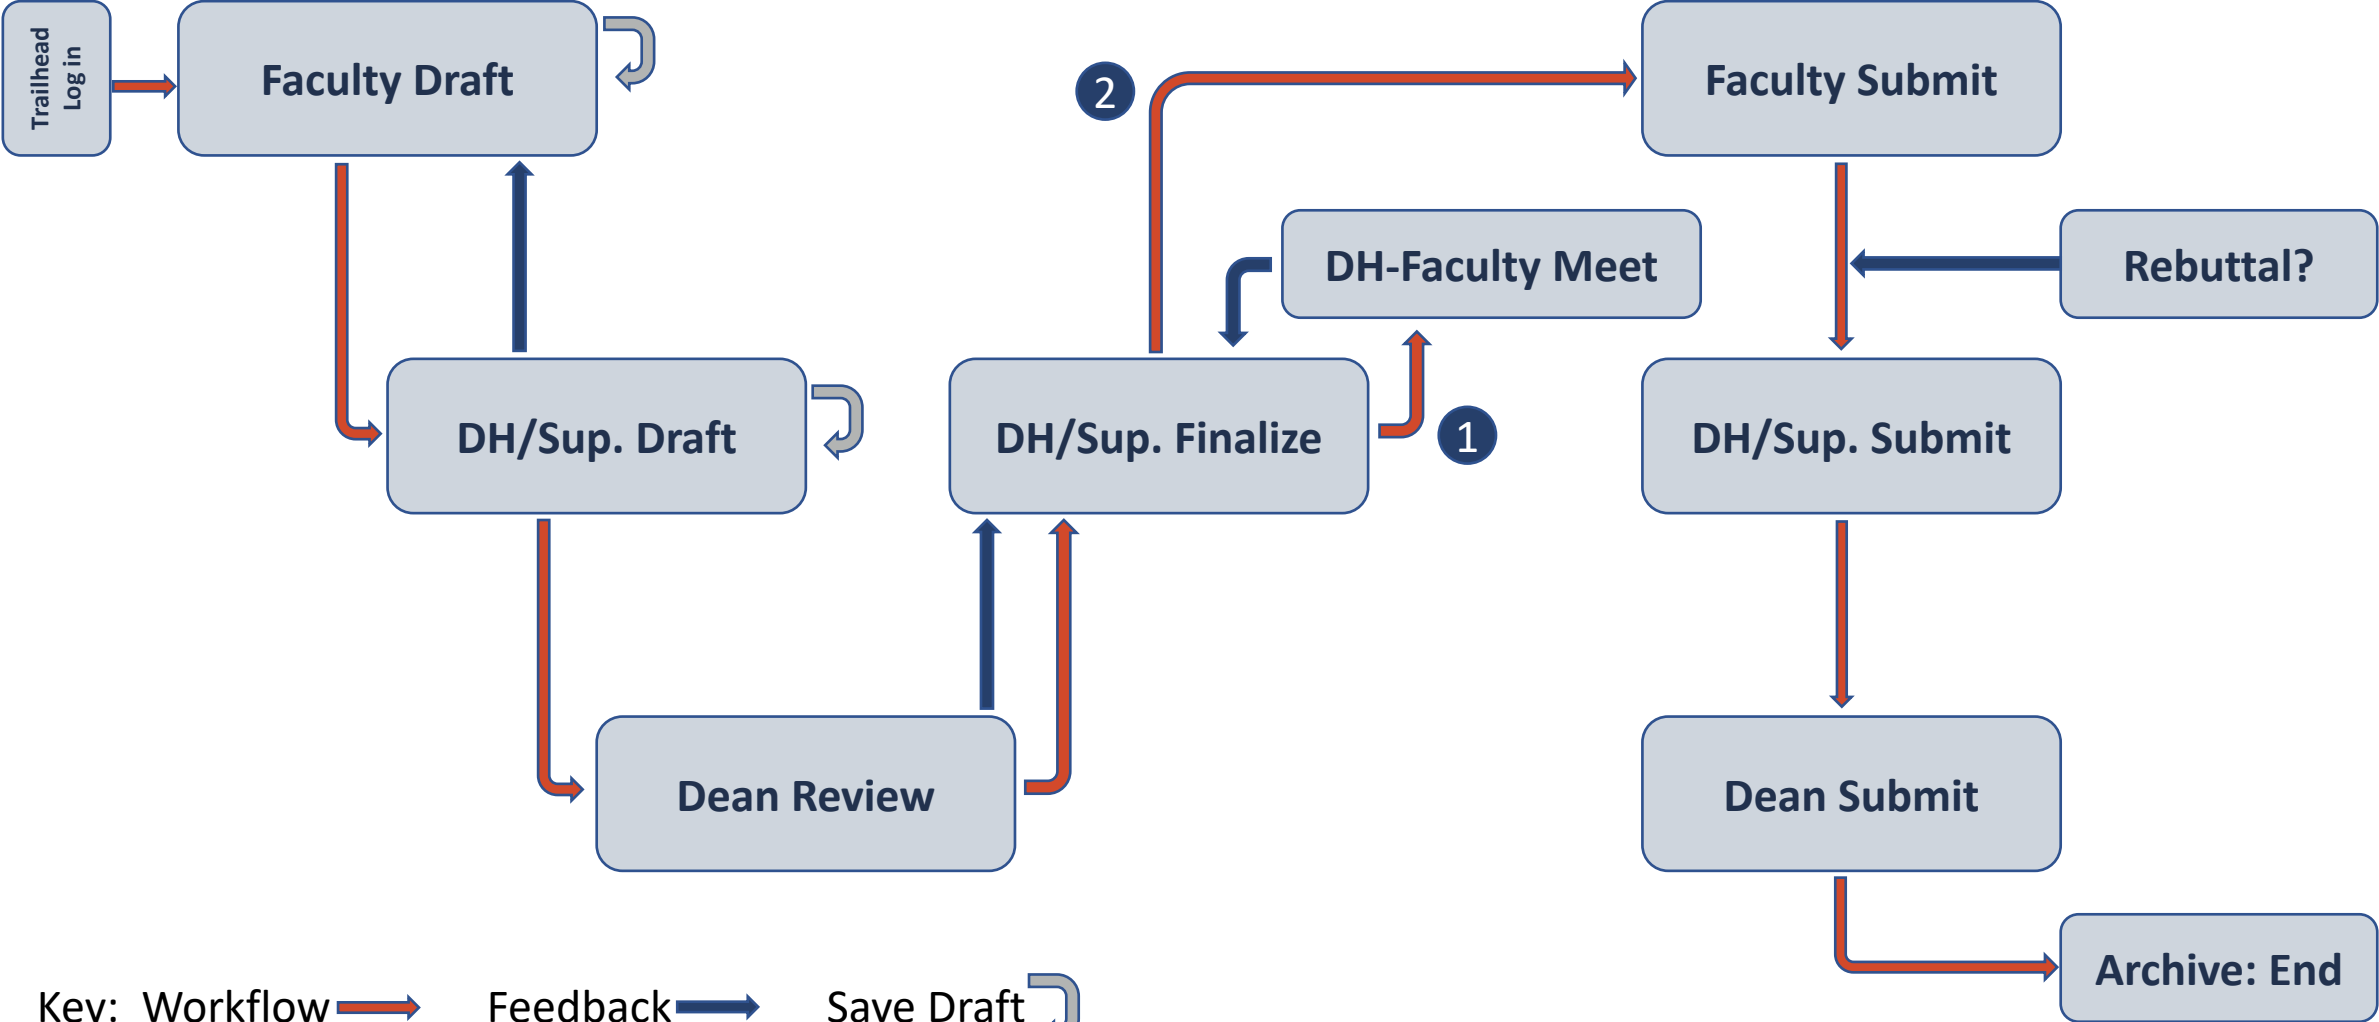 Trailhead
Log in
Faculty Draft
2
Faculty Submit
DH-Faculty Meet
Rebuttal?
DH/Sup. Draft
DH/Sup. Finalize
1
DH/Sup. Submit
Dean Review
Dean Submit
Archive: End
Key: Workflow Feedback Save Draft